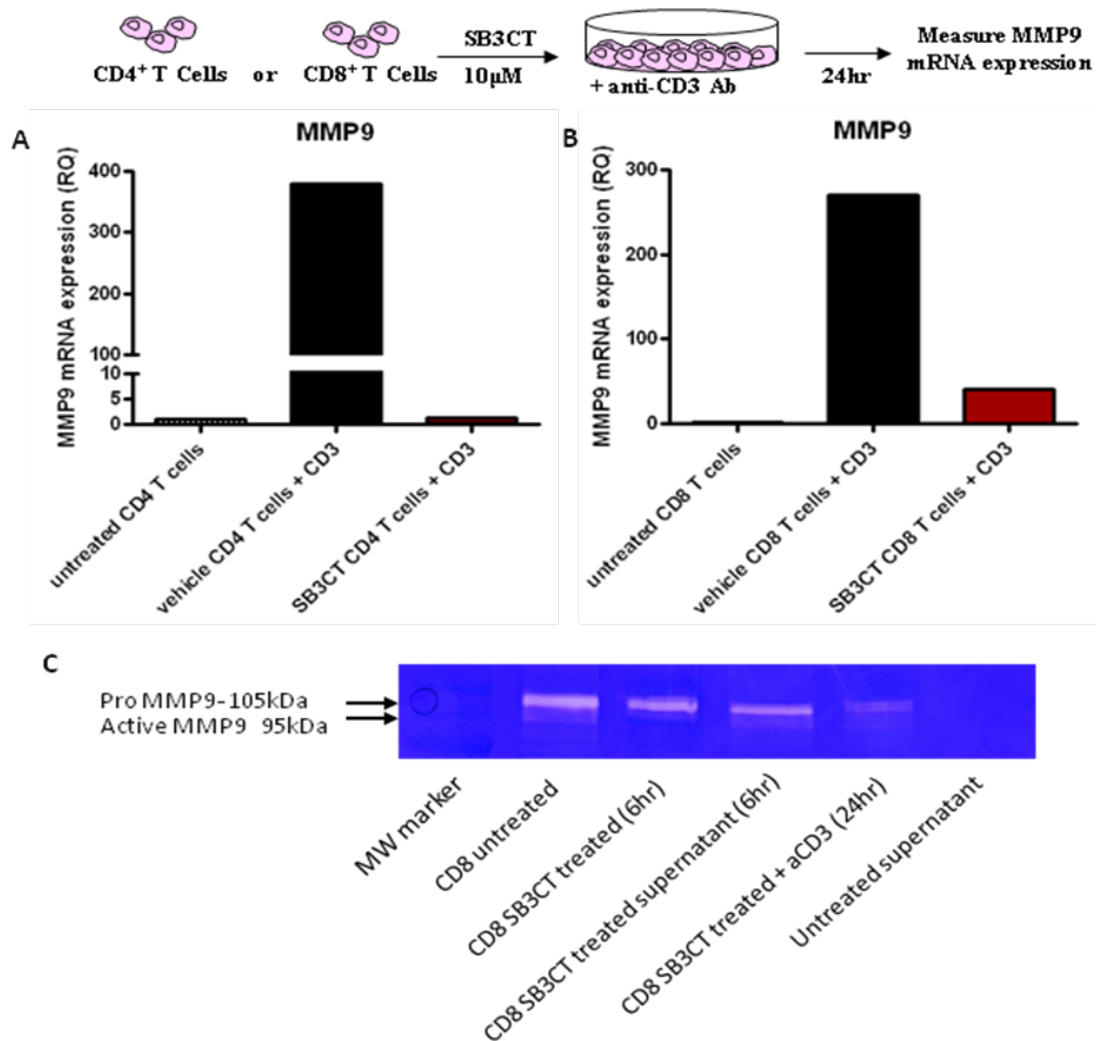 CD4+ T Cells or CD8+ T Cells
SB3CT
10µM
+ anti-CD3 Ab
24hr
Measure MMP9
mRNA expression
A
MMP9
MMP9 mRNA expression (RQ)
400
300
200
100
10
5
0
untreated CD4 T cells
vehicle CD4 T cells + CD3
SB3CT CD4 T cells + CD3
B
MMP9
MMP9 mRNA expression (RQ)
300
200
100
0
untreated CD8 T cells
vehicle CD8 T cells + CD3
SB3CT CD8 T cells + CD3
C
Pro MMP9-105kDa
Active MMP9 95kDa
MW marker
CD8 untreated
CD8 SB3CT treated (6hr)
CD8 SB3CT treated supernatant (6hr)
CD8 SB3CT treated + aCD3 (24hr)
Untreated supernatant